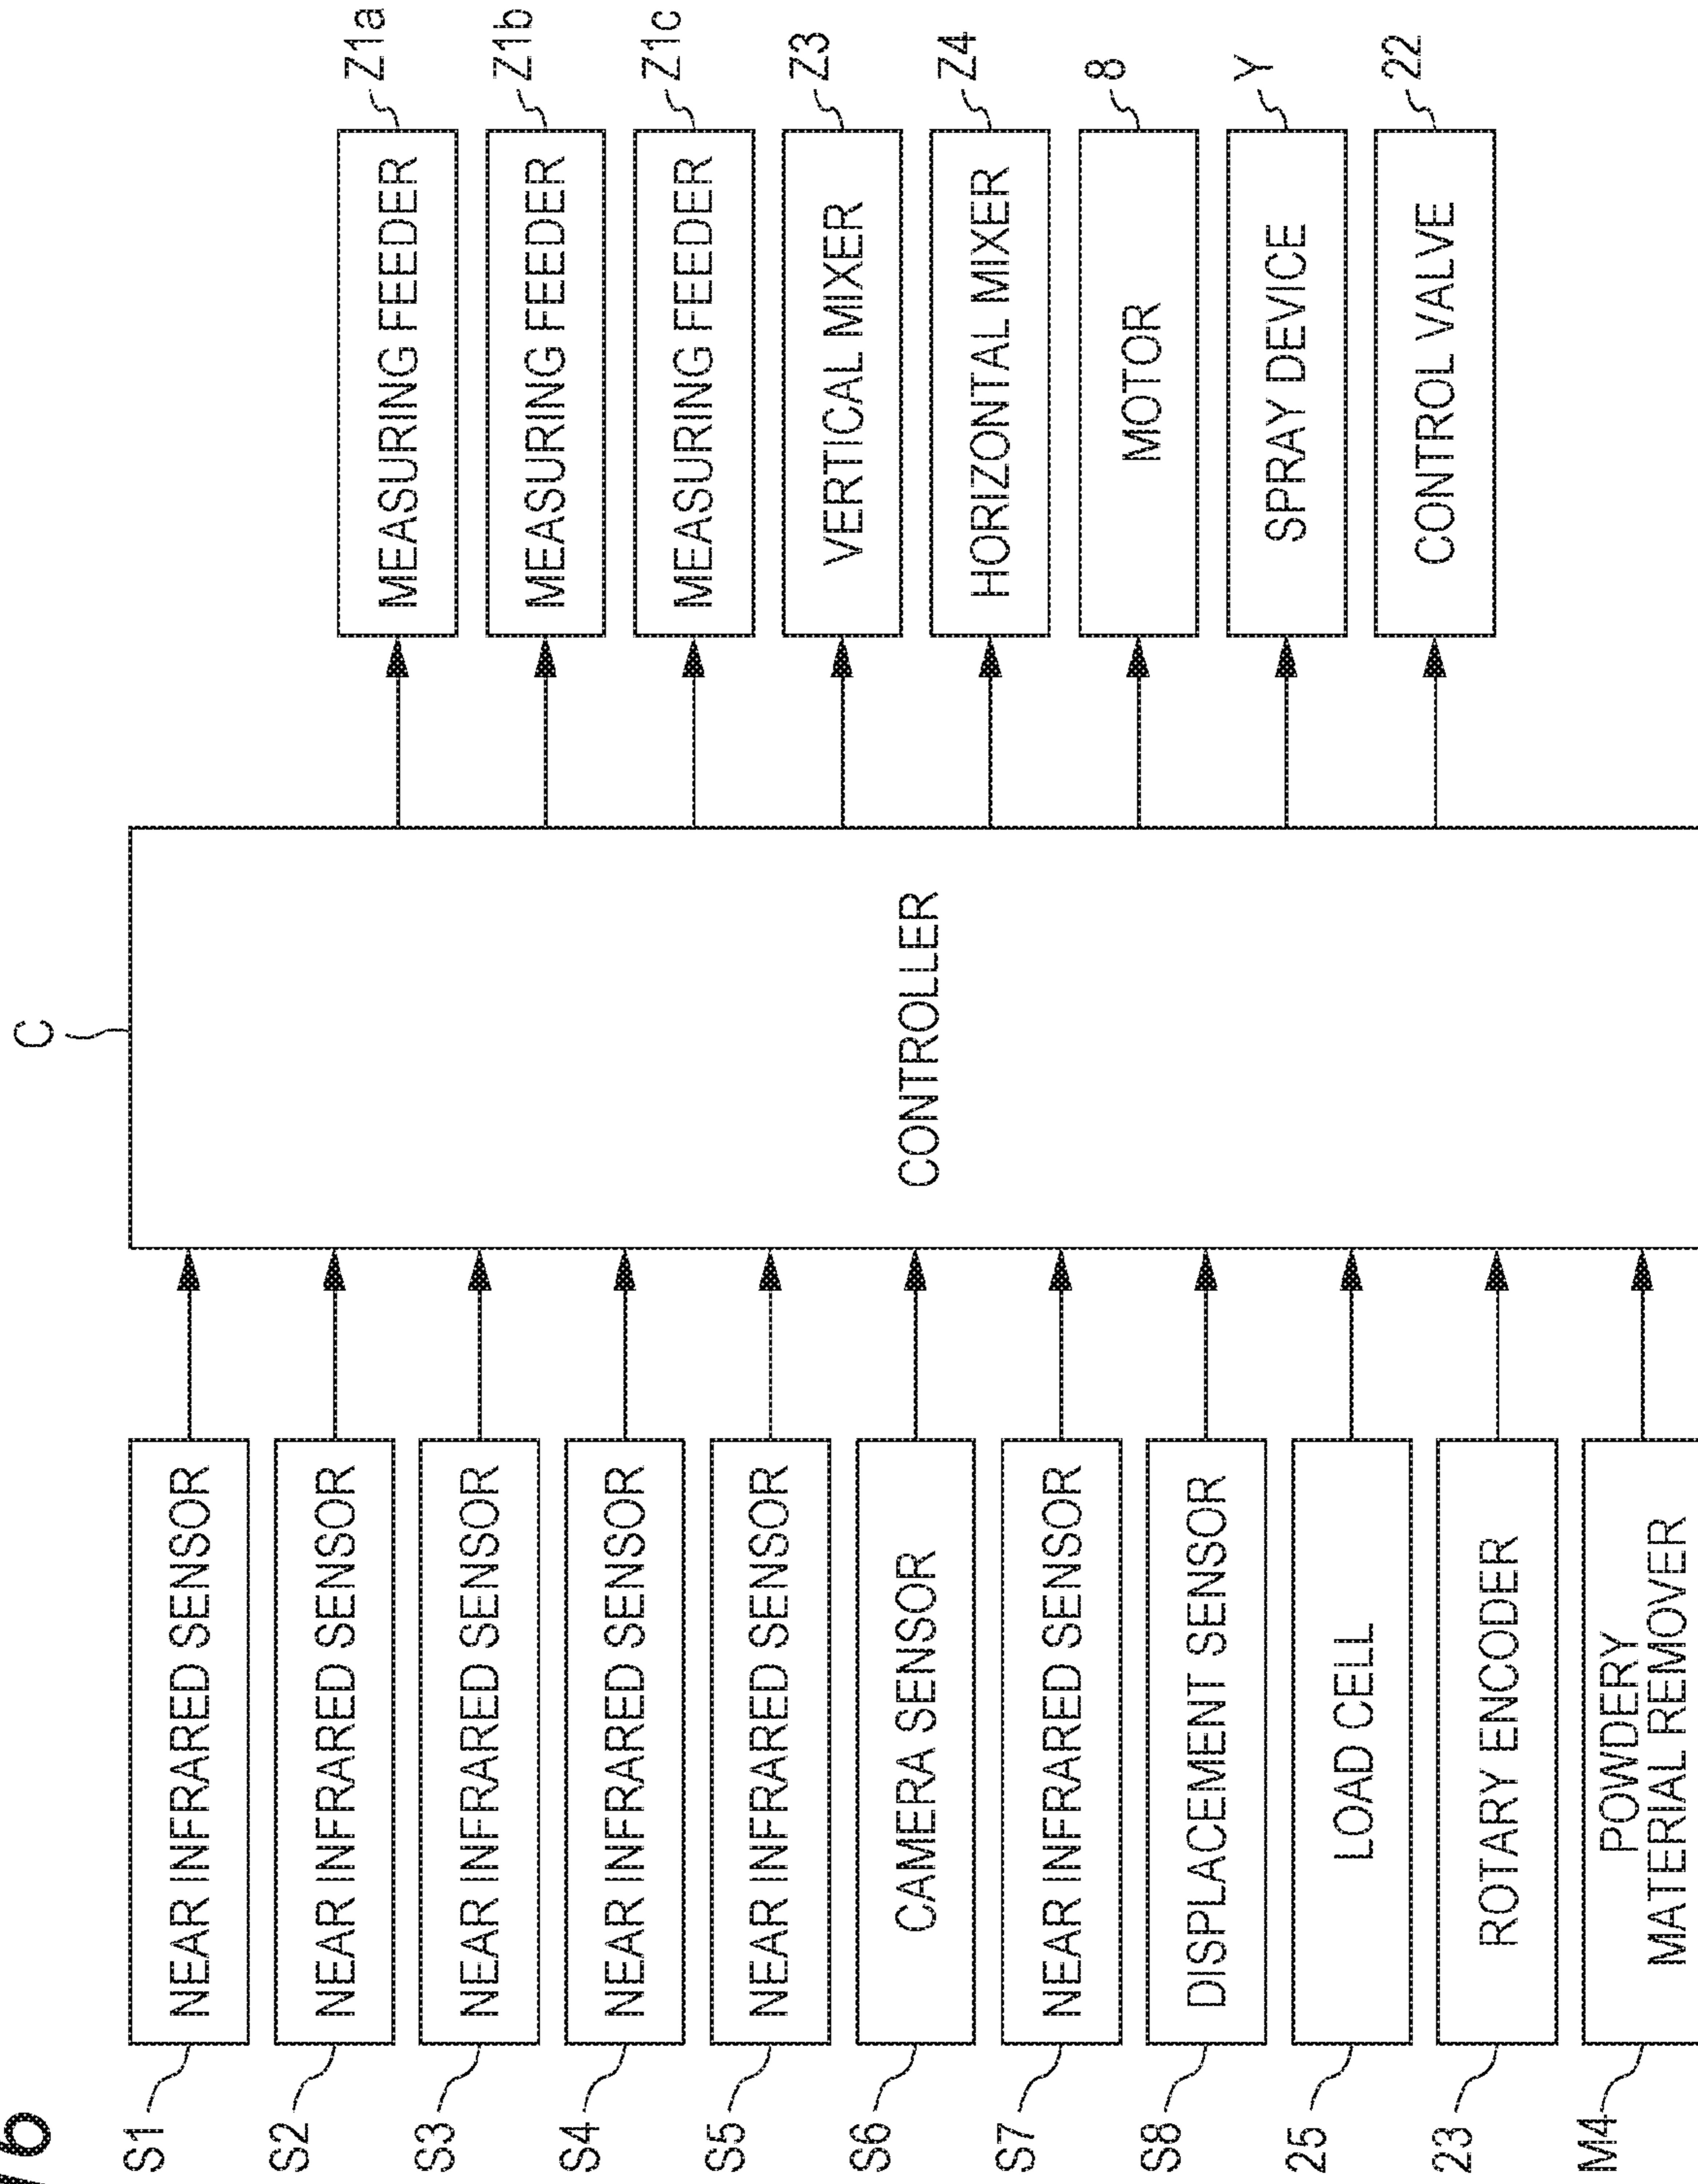 C
S1
NEAR INFRARED SENSOR
S2
NEAR INFRARED SENSOR
S3
NEAR INFRARED SENSOR
S4
NEAR INFRARED SENSOR
S5
NEAR INFRARED SENSOR
S6
CAMERA SENSOR
S7
NEAR INFRARED SENSOR
S8
DISPLACEMENT SENSOR
25
LOAD CELL
23
ROTARY ENCODER
M4
POWDERY
MATERIAL REMOVER
CONTROLLER
MEASURING FEEDER
Z1a
MEASURING FEEDER
Z1b
MEASURING FEEDER
Z1c
VERTICAL MIXER
Z3
HORIZONTAL MIXER
Z4
MOTOR
8
SPRAY DEVICE
Y
CONTROL VALVE
22